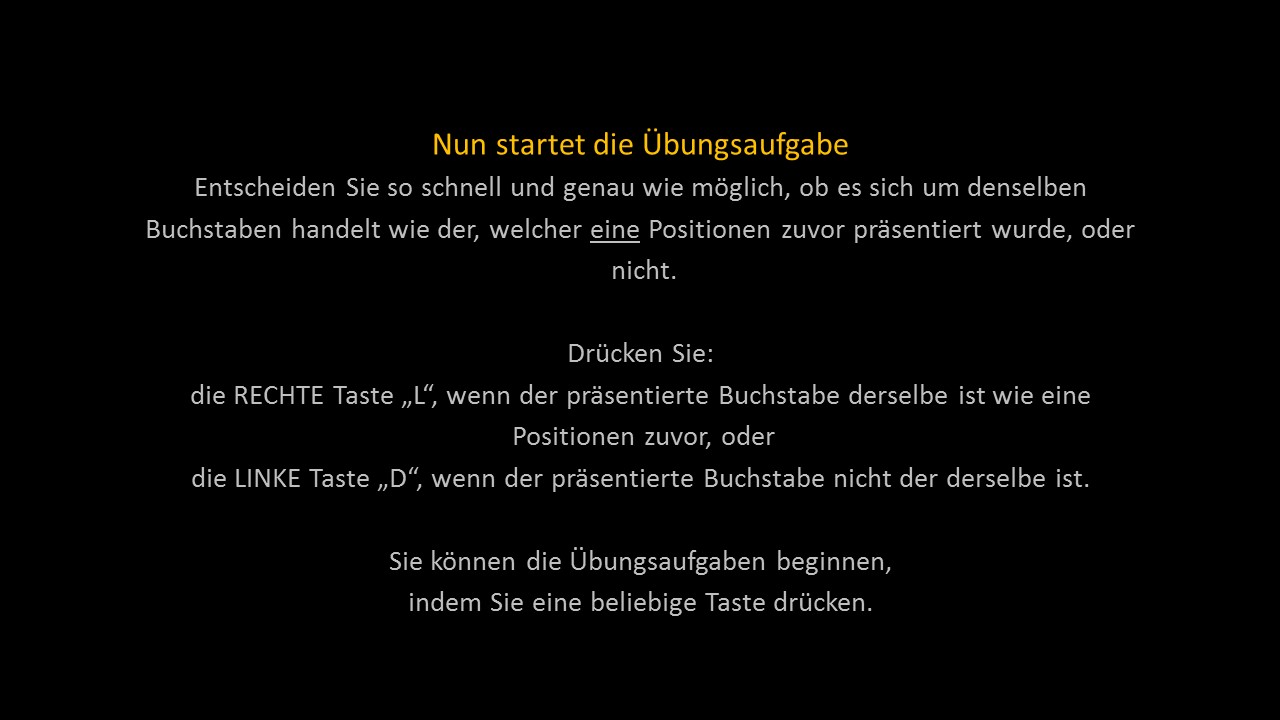 Nun startet die Übungsaufgabe
Entscheiden Sie so schnell und genau wie möglich, ob es sich um denselben
Buchstaben handelt wie der, welcher eine Positionen zuvor präsentiert wurde, oder
nicht.
Drücken Sie:
die RECHTE Taste „L“, wenn der präsentierte Buchstabe derselbe ist wie eine
Positionen zuvor, oder
die LINKE Taste „D“, wenn der präsentierte Buchstabe nicht der derselbe ist.
Sie können die Übungsaufgaben beginnen,
indem Sie eine beliebige Taste drücken.